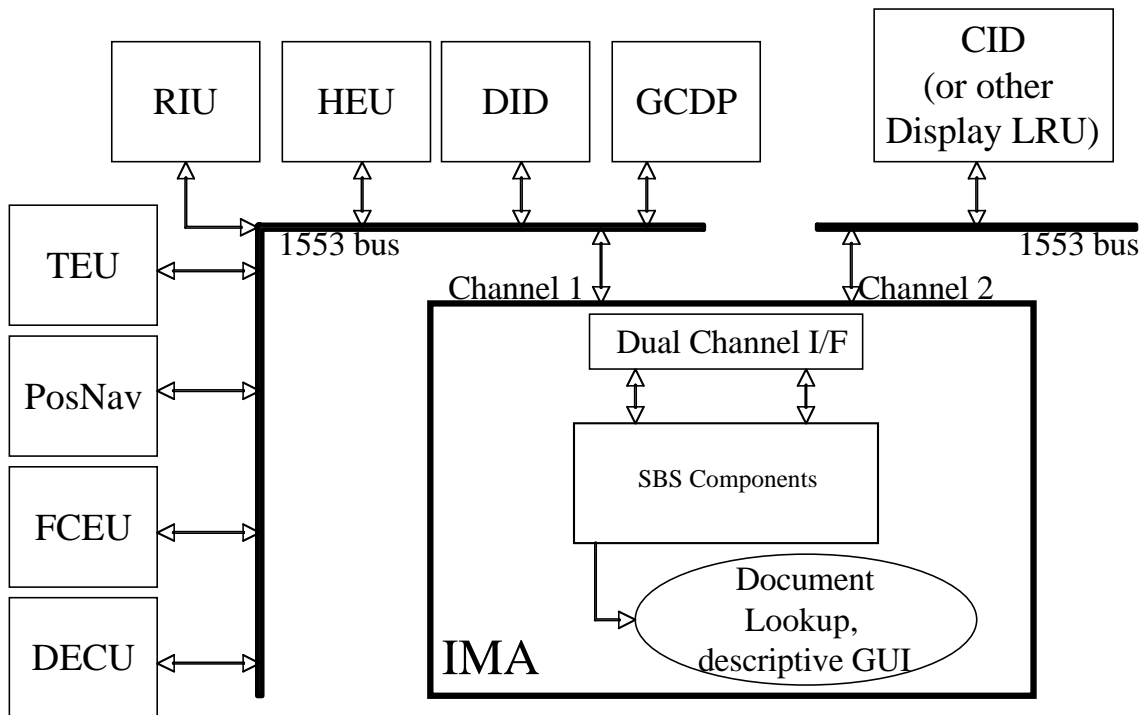 RIU
HEU
DID
GCDP
CID
(or other
Display LRU)
1553 bus
1553 bus
TEU
Channel 1
Channel 2
Dual Channel I/F
PosNav
SBS Components
FCEU
Document
Lookup,
descriptive GUI
IMA
DECU